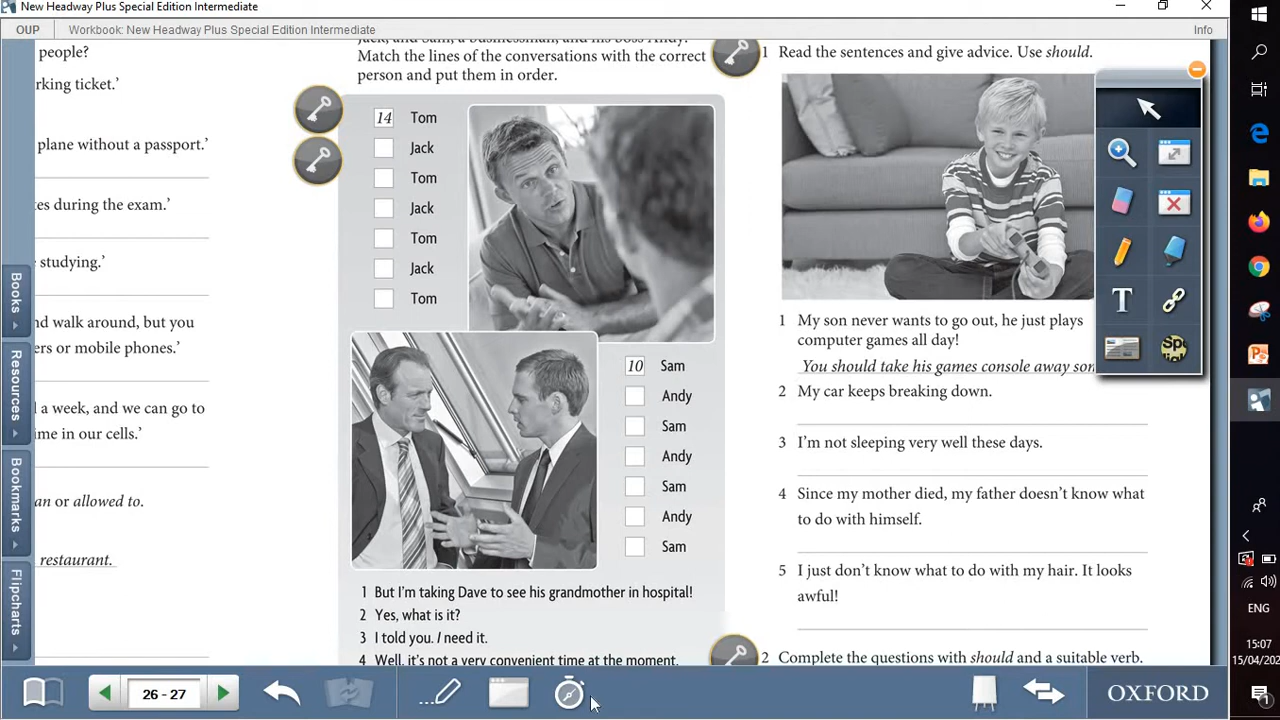 New Headway Plus Special Edition Intermediate
OUP
Workbook: New Headway Plus Special Edition Intermediate
Info
people?
rking ticket.'
plane without a passport.'
es during the exam.'
studying.'
nd walk around, but you
ers or mobile phones.'
a week, and we can go to
ime in our cells.'
an or allowed to.
restaurant.
Jack, and Sam, a businessman, and his boss Andy.
Match the lines of the conversations with the correct
person and put them in order.
14 Tom
Jack
Tom
Jack
Tom
Jack
Tom
10 Sam
Andy
Sam
Andy
Sam
Andy
Sam
1 But I'm taking Dave to see his grandmother in hospital!
2 Yes, what is it?
3 I told you. I need it.
4 Well, it's not a very convenient time at the moment.
1 Read the sentences and give advice. Use should.
1 My son never wants to go out, he just plays
computer games all day!
You should take his games console away son
2 My car keeps breaking down.
3 I'm not sleeping very well these days.
4 Since my mother died, my father doesn't know what
to do with himself.
5 I just don't know what to do with my hair. It looks
awful!
2 Complete the questions with should and a suitable verb.
Books
Resources
Bookmarks
Flipcharts
T
26 - 27
OXFORD
ENG
15:07
15/04/202